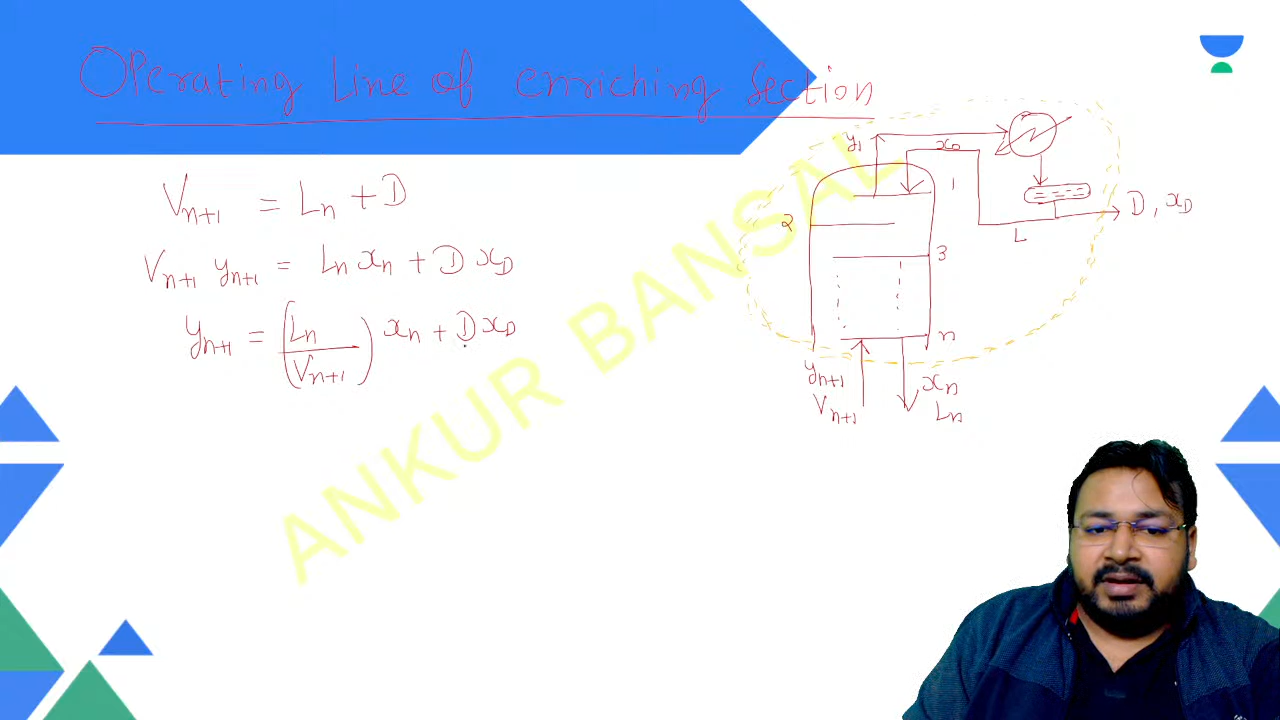 Operating Line of enriching Section
V_{n+1} = L_n + D
V_{n+1} y_{n+1} = L_n x_n + D x_D
y_{n+1} = (L_n / V_{n+1}) x_n + D x_D
y_1
x_0
1
2
3
L
D, x_D
n
y_{n+1}
V_{n+1}
x_n
L_n
ANKUR BANSAL